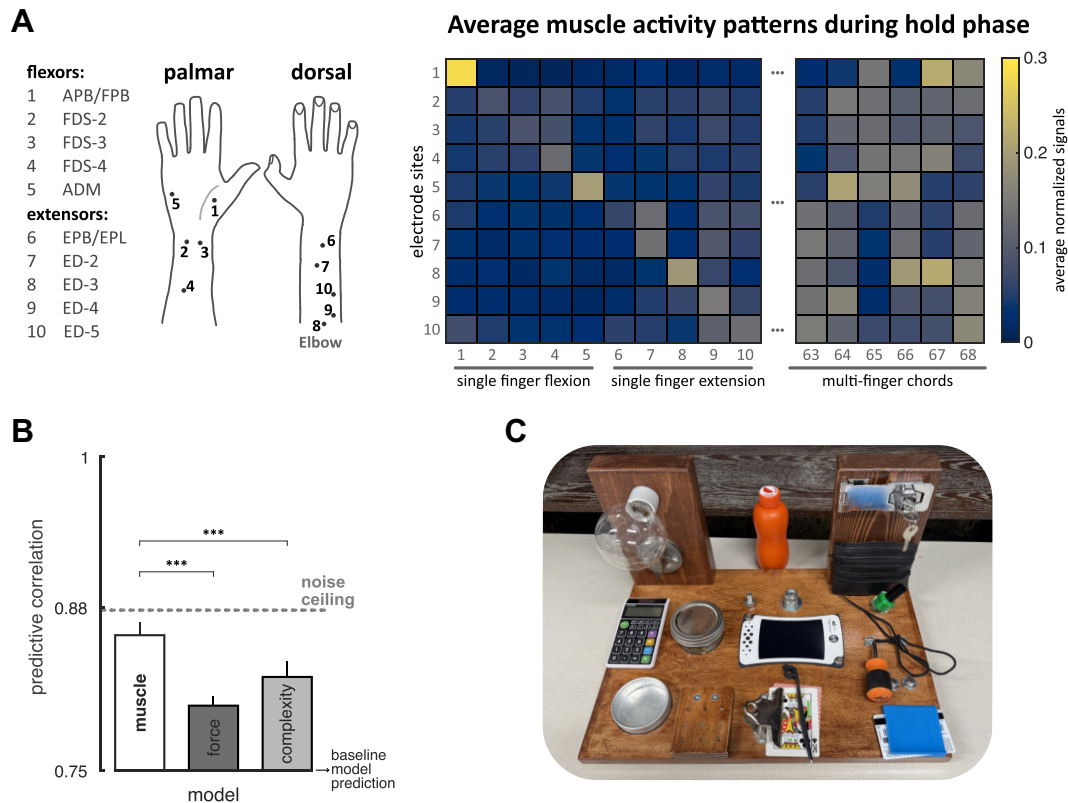 A
Average muscle activity patterns during hold phase
flexors:
1 APB/FPB
2 FDS-2
3 FDS-3
4 FDS-4
5 ADM
extensors:
6 EPB/EPL
7 ED-2
8 ED-3
9 ED-4
10 ED-5
palmar
dorsal
5
1
2
3
4
6
7
10
9
8
Elbow
electrode sites
1
2
3
4
5
6
7
8
9
10
...
...
...
1 2 3 4 5 6 7 8 9 10 63 64 65 66 67 68
single finger flexion
single finger extension
multi-finger chords
0.3
0.2
0.1
0
average normalized signals
B
predictive correlation
1
0.88
0.75
***
***
noise
ceiling
muscle
force
complexity
baseline
model
prediction
model
C